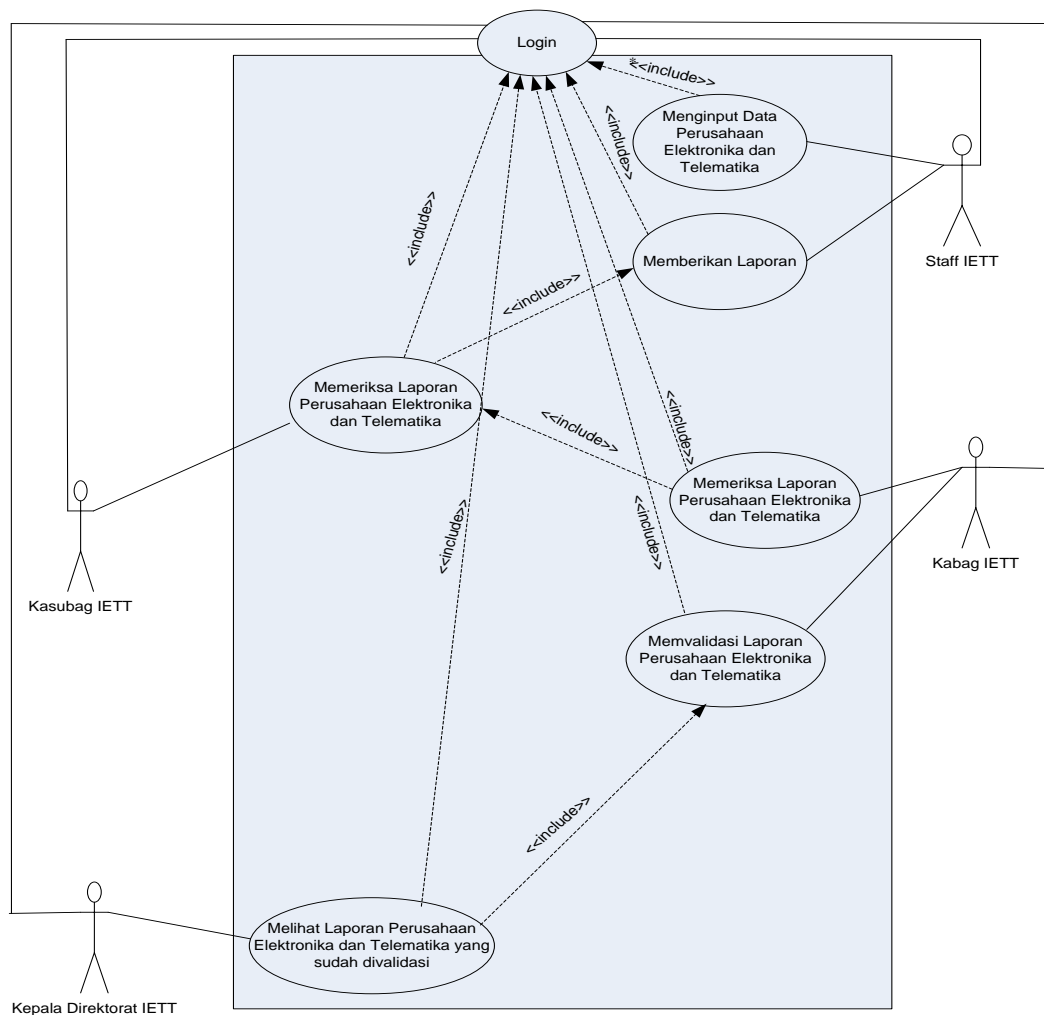 Login
<<include>>
Menginput Data
Perusahaan
Elektronika dan
Telematika
<<include>>
Staff IETT
<<include>>
Memberikan Laporan
<<include>>
Memeriksa Laporan
Perusahaan Elektronika
dan Telematika
<<include>>
<<include>>
Memeriksa Laporan
Perusahaan Elektronika
dan Telematika
<<include>>
<<include>>
Kabag IETT
Kasubag IETT
Memvalidasi Laporan
Perusahaan Elektronika
dan Telematika
<<include>>
Melihat Laporan Perusahaan
Elektronika dan Telematika yang
sudah divalidasi
Kepala Direktorat IETT